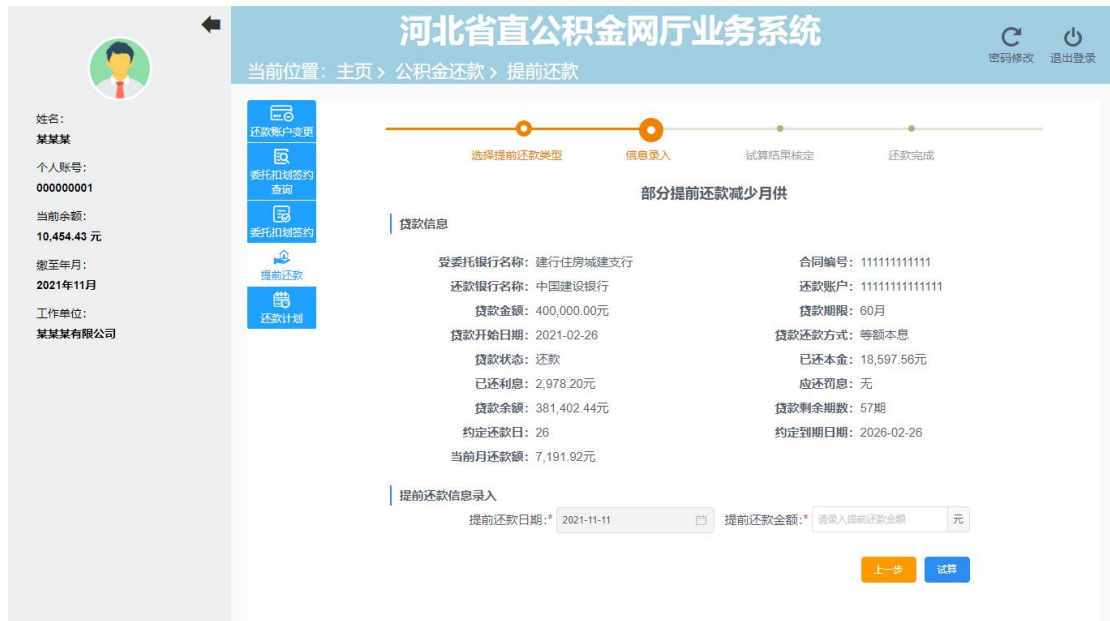 河北省直公积金网厅业务系统
密码修改
退出登录
当前位置：主页 > 公积金还款 > 提前还款
姓名：
某某某
个人账号：
000000001
当前余额：
10,454.43 元
缴至年月：
2021年11月
工作单位：
某某某有限公司
还款账户变更
委托扣划签约
查询
委托扣划签约
提前还款
还款计划
选择提前还款类型
信息录入
试算结果核定
还款完成
部分提前还款减少月供
贷款信息
受委托银行名称：建行住房城建支行 合同编号：111111111111
还款银行名称：中国建设银行 还款账户：11111111111111
贷款金额：400,000.00元 贷款期限：60月
贷款开始日期：2021-02-26 贷款还款方式：等额本息
贷款状态：还款 已还本金：18,597.56元
已还利息：2,978.20元 应还罚息：无
贷款余额：381,402.44元 贷款剩余期数：57期
约定还款日：26 约定到期日期：2026-02-26
当前月还款额：7,191.92元
提前还款信息录入
提前还款日期:* 2021-11-11 提前还款金额:* 请录入提前还款金额 元
上一步 试算